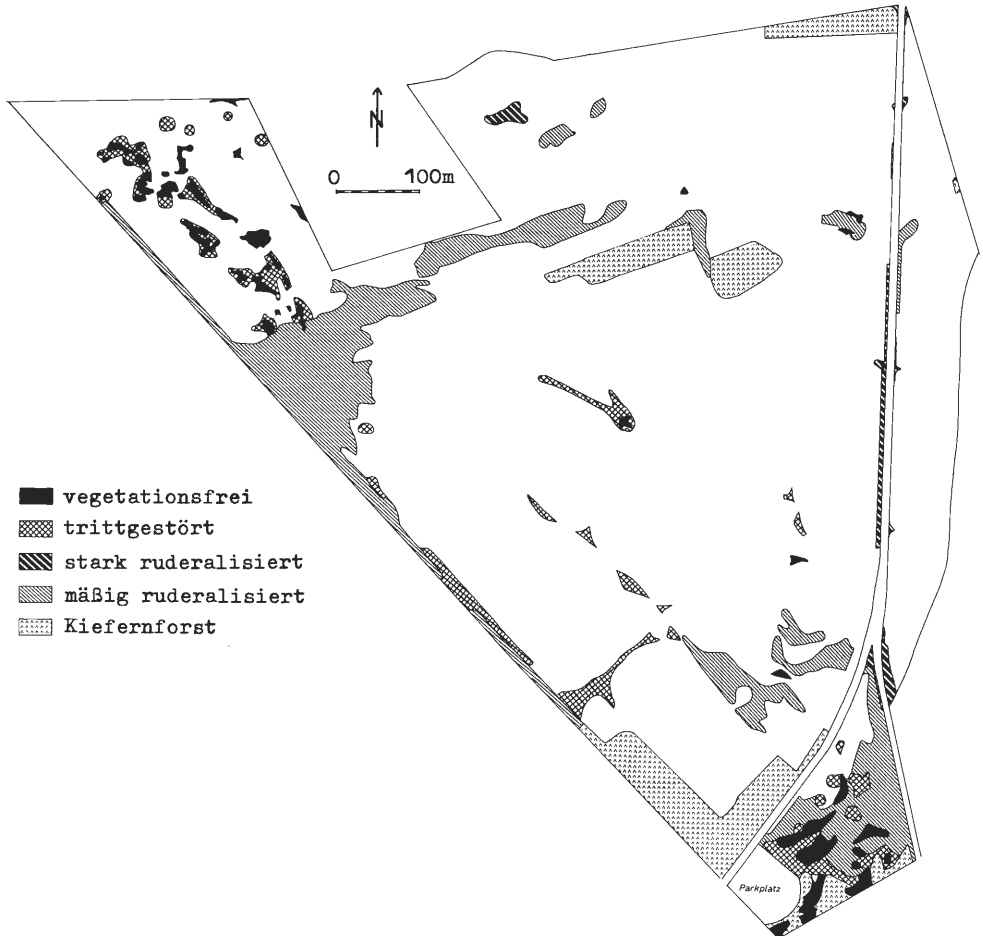 N
0 100m
vegetationsfrei
trittgestört
stark ruderalisiert
mäßig ruderalisiert
Kiefernforst
Parkplatz